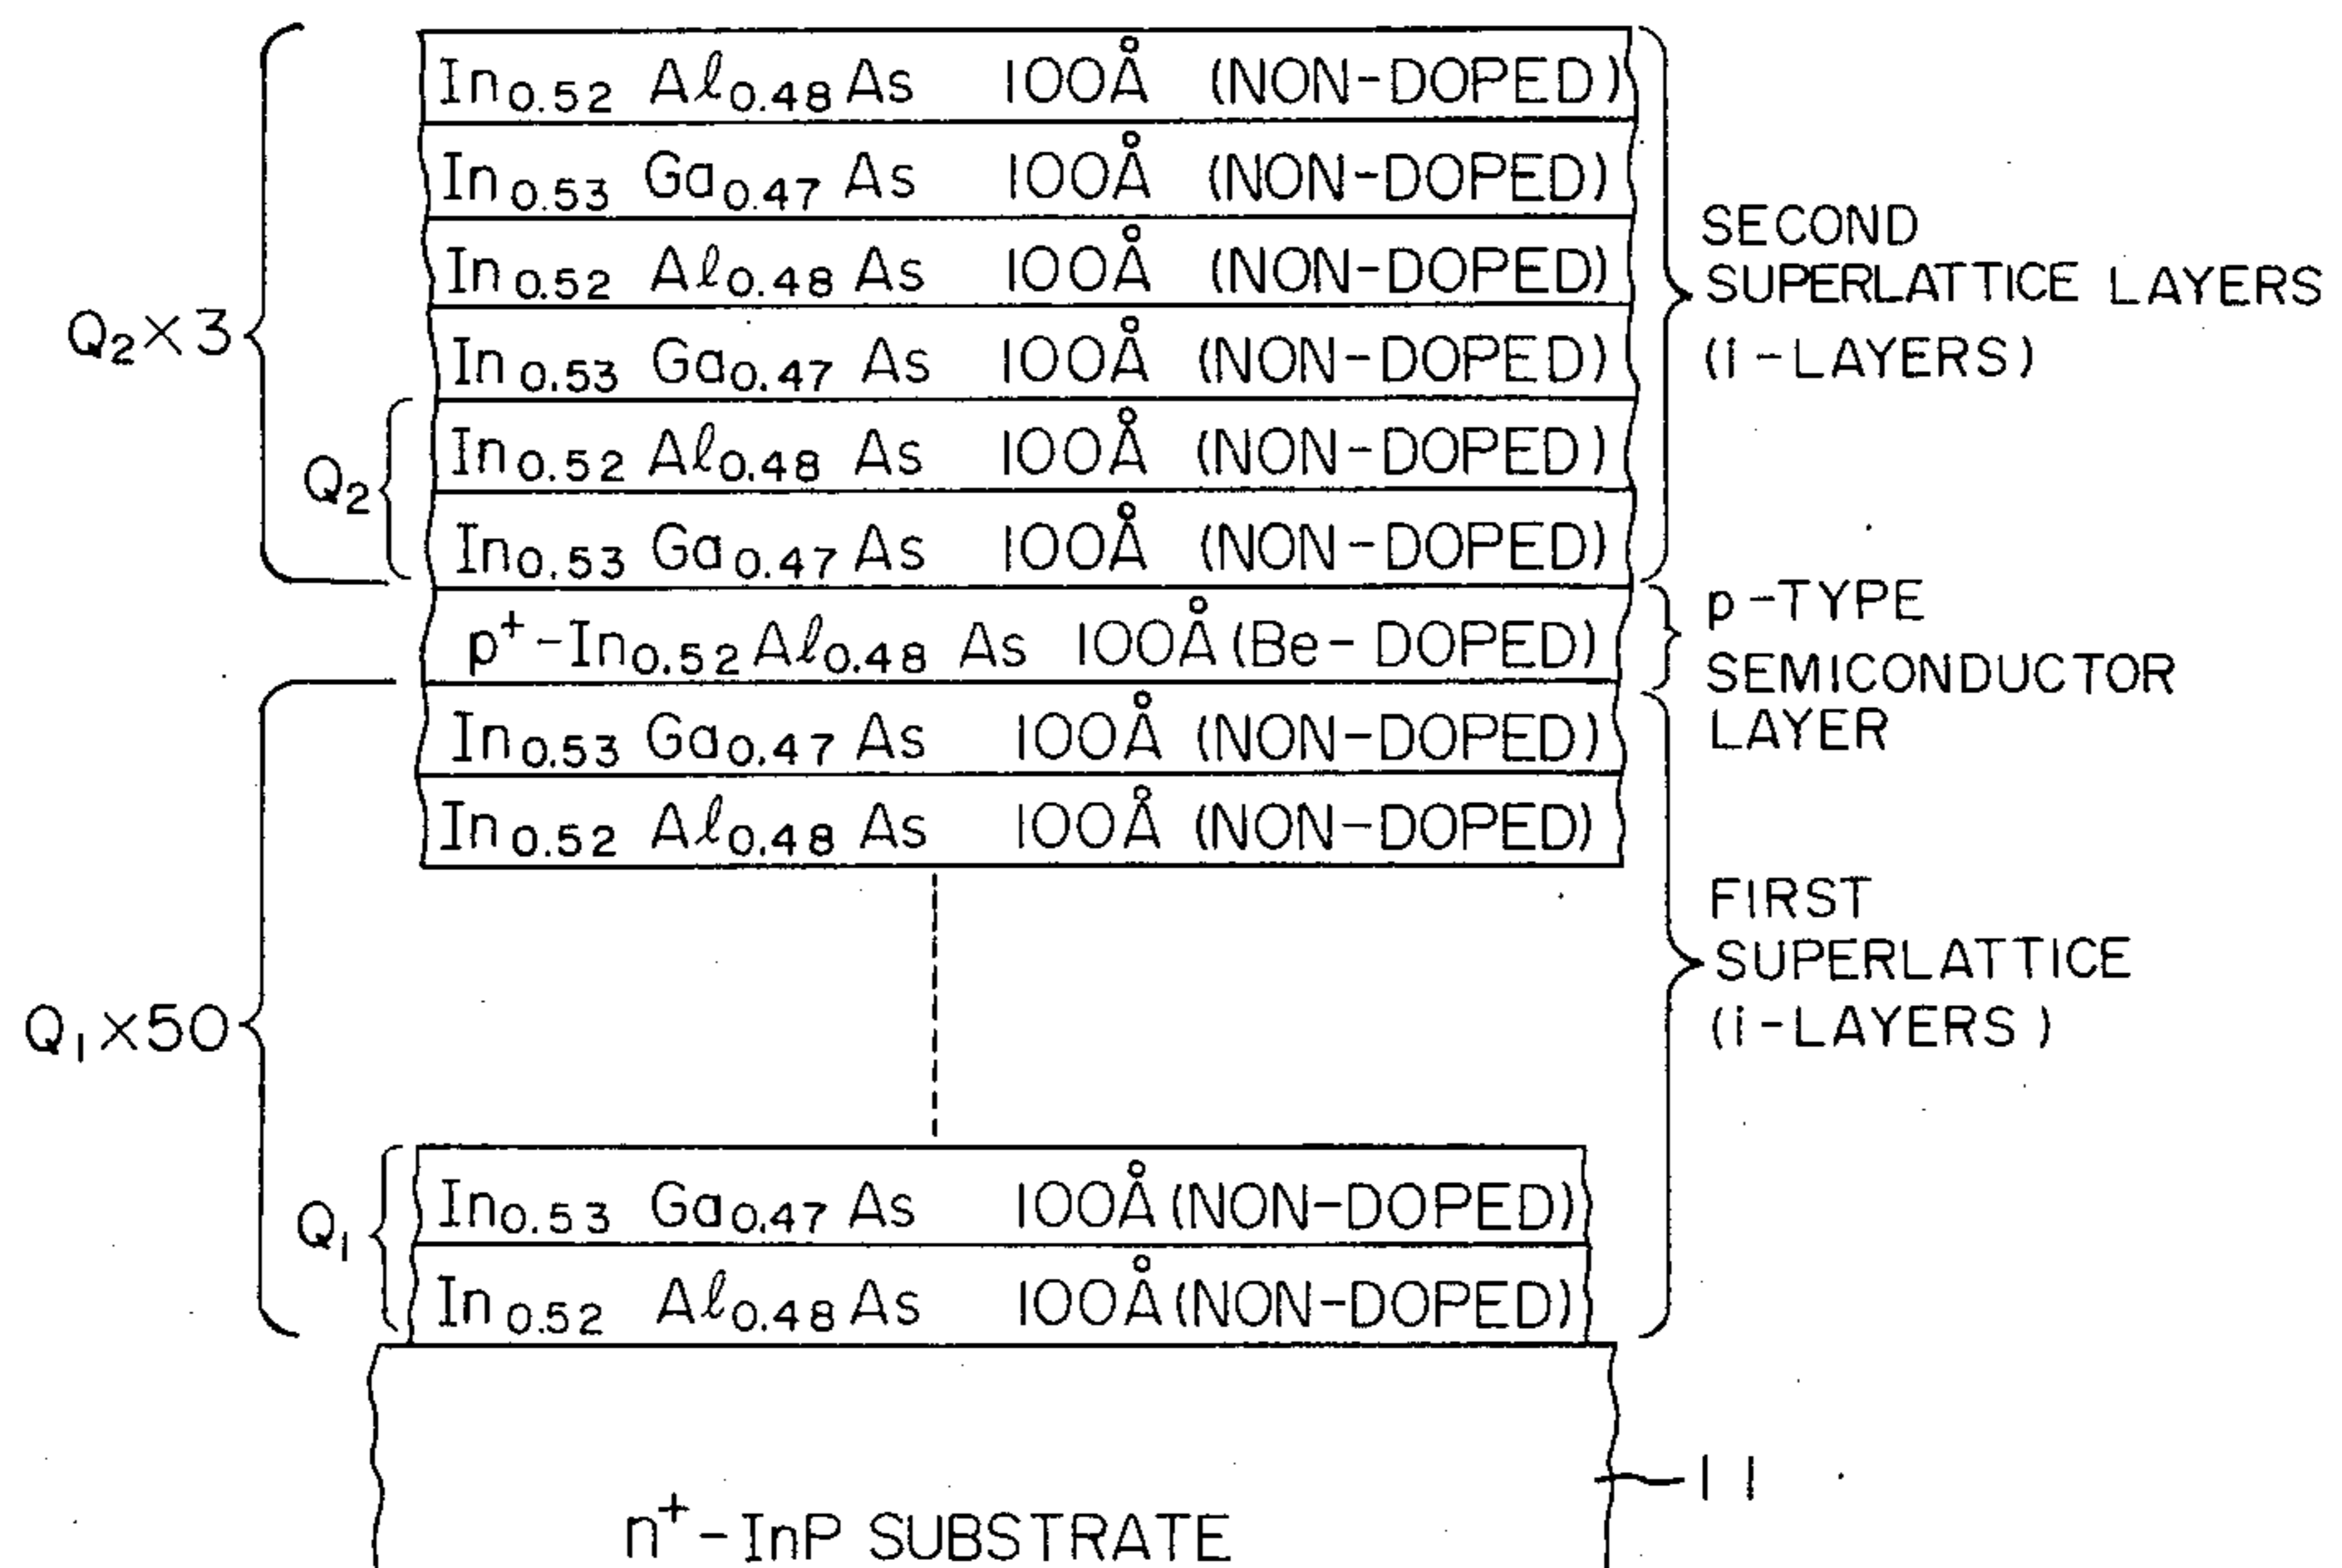 In0.52 Aℓ0.48 As 100Å (NON-DOPED)
In0.53 Ga0.47 As 100Å (NON-DOPED)
In0.52 Aℓ0.48 As 100Å (NON-DOPED)
In0.53 Ga0.47 As 100Å (NON-DOPED)
In0.52 Aℓ0.48 As 100Å (NON-DOPED)
In0.53 Ga0.47 As 100Å (NON-DOPED)
p+-In0.52 Aℓ0.48 As 100Å (Be-DOPED)
In0.53 Ga0.47 As 100Å (NON-DOPED)
In0.52 Aℓ0.48 As 100Å (NON-DOPED)
In0.53 Ga0.47 As 100Å (NON-DOPED)
In0.52 Aℓ0.48 As 100Å (NON-DOPED)
n+-InP SUBSTRATE
Q2×3
Q2
Q1×50
Q1
SECOND
SUPERLATTICE LAYERS
(i-LAYERS)
p-TYPE
SEMICONDUCTOR
LAYER
FIRST
SUPERLATTICE
(i-LAYERS)
11